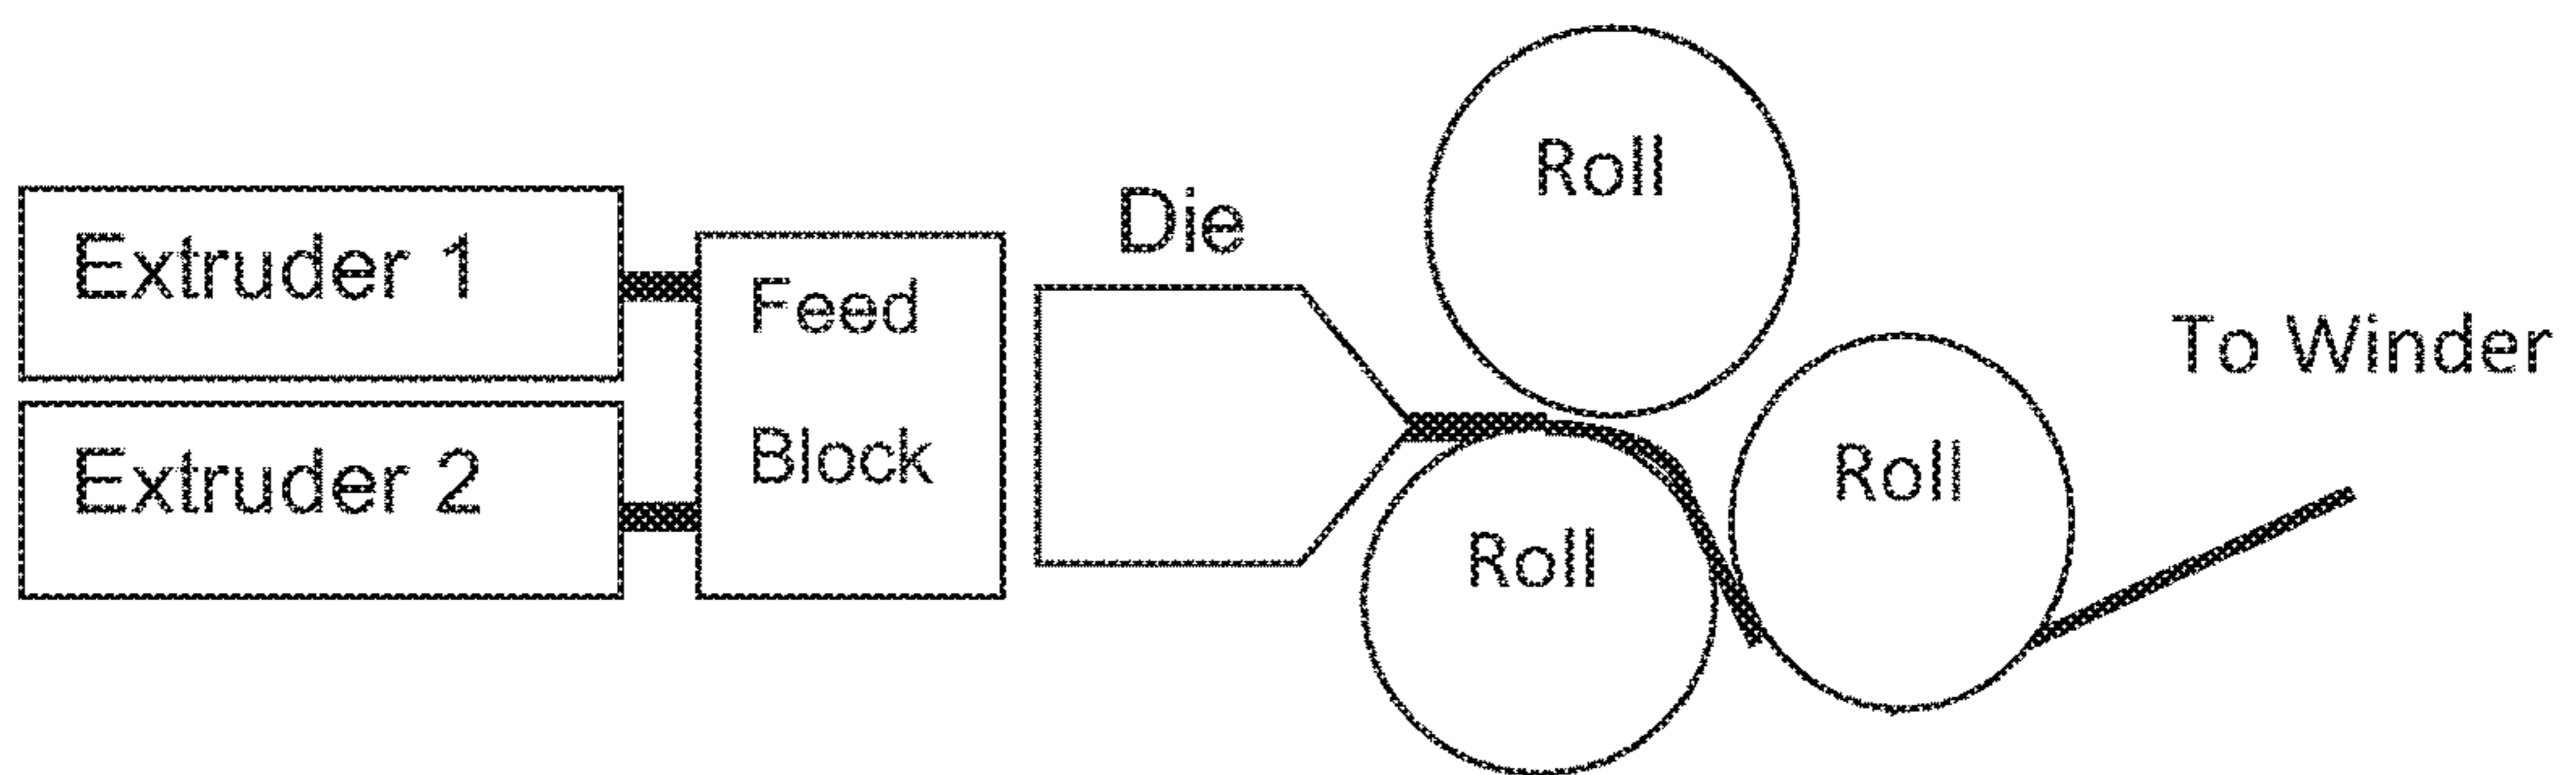 Extruder 1
Extruder 2
Feed
Block
Die
Roll
Roll
Roll
To Winder